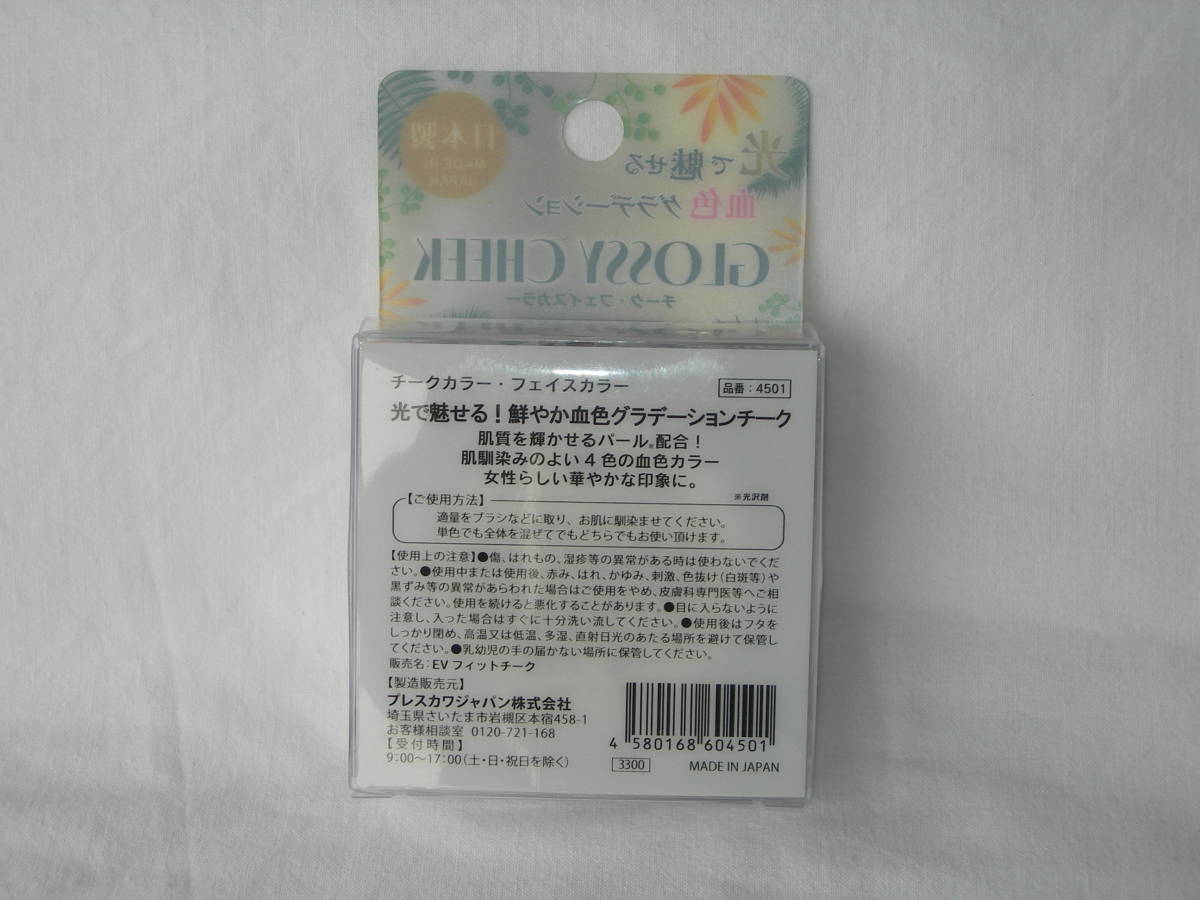 日本製
MADE IN
JAPAN
光で魅せる
血色グラデーション
GLOSSY CHEEK
チーク・フェイスカラー
チークカラー・フェイスカラー
品番：4501
光で魅せる！鮮やか血色グラデーションチーク
肌質を輝かせるパール※配合！
肌馴染みのよい４色の血色カラー
女性らしい華やかな印象に。
※光沢剤
【ご使用方法】
適量をブラシなどに取り、お肌に馴染ませてください。
単色でも全体を混ぜてでもどちらでもお使い頂けます。
【使用上の注意】●傷、はれもの、湿疹等の異常がある時は使わないでくだ
さい。●使用中または使用後、赤み、はれ、かゆみ、刺激、色抜け(白斑等)や
黒ずみ等の異常があらわれた場合はご使用をやめ、皮膚科専門医等へご相
談ください。使用を続けると悪化することがあります。●目に入らないように
注意し、入った場合はすぐに十分洗い流してください。●使用後はフタを
しっかり閉め、高温又は低温、多湿、直射日光のあたる場所を避けて保管し
てください。●乳幼児の手の届かない場所に保管してください。
販売名：EVフィットチーク
【製造販売元】
プレスカワジャパン株式会社
埼玉県さいたま市岩槻区本宿458-1
お客様相談室 0120-721-168
【受付時間】
9:00〜17:00(土・日・祝日を除く)
4 580168 604501
3300
MADE IN JAPAN